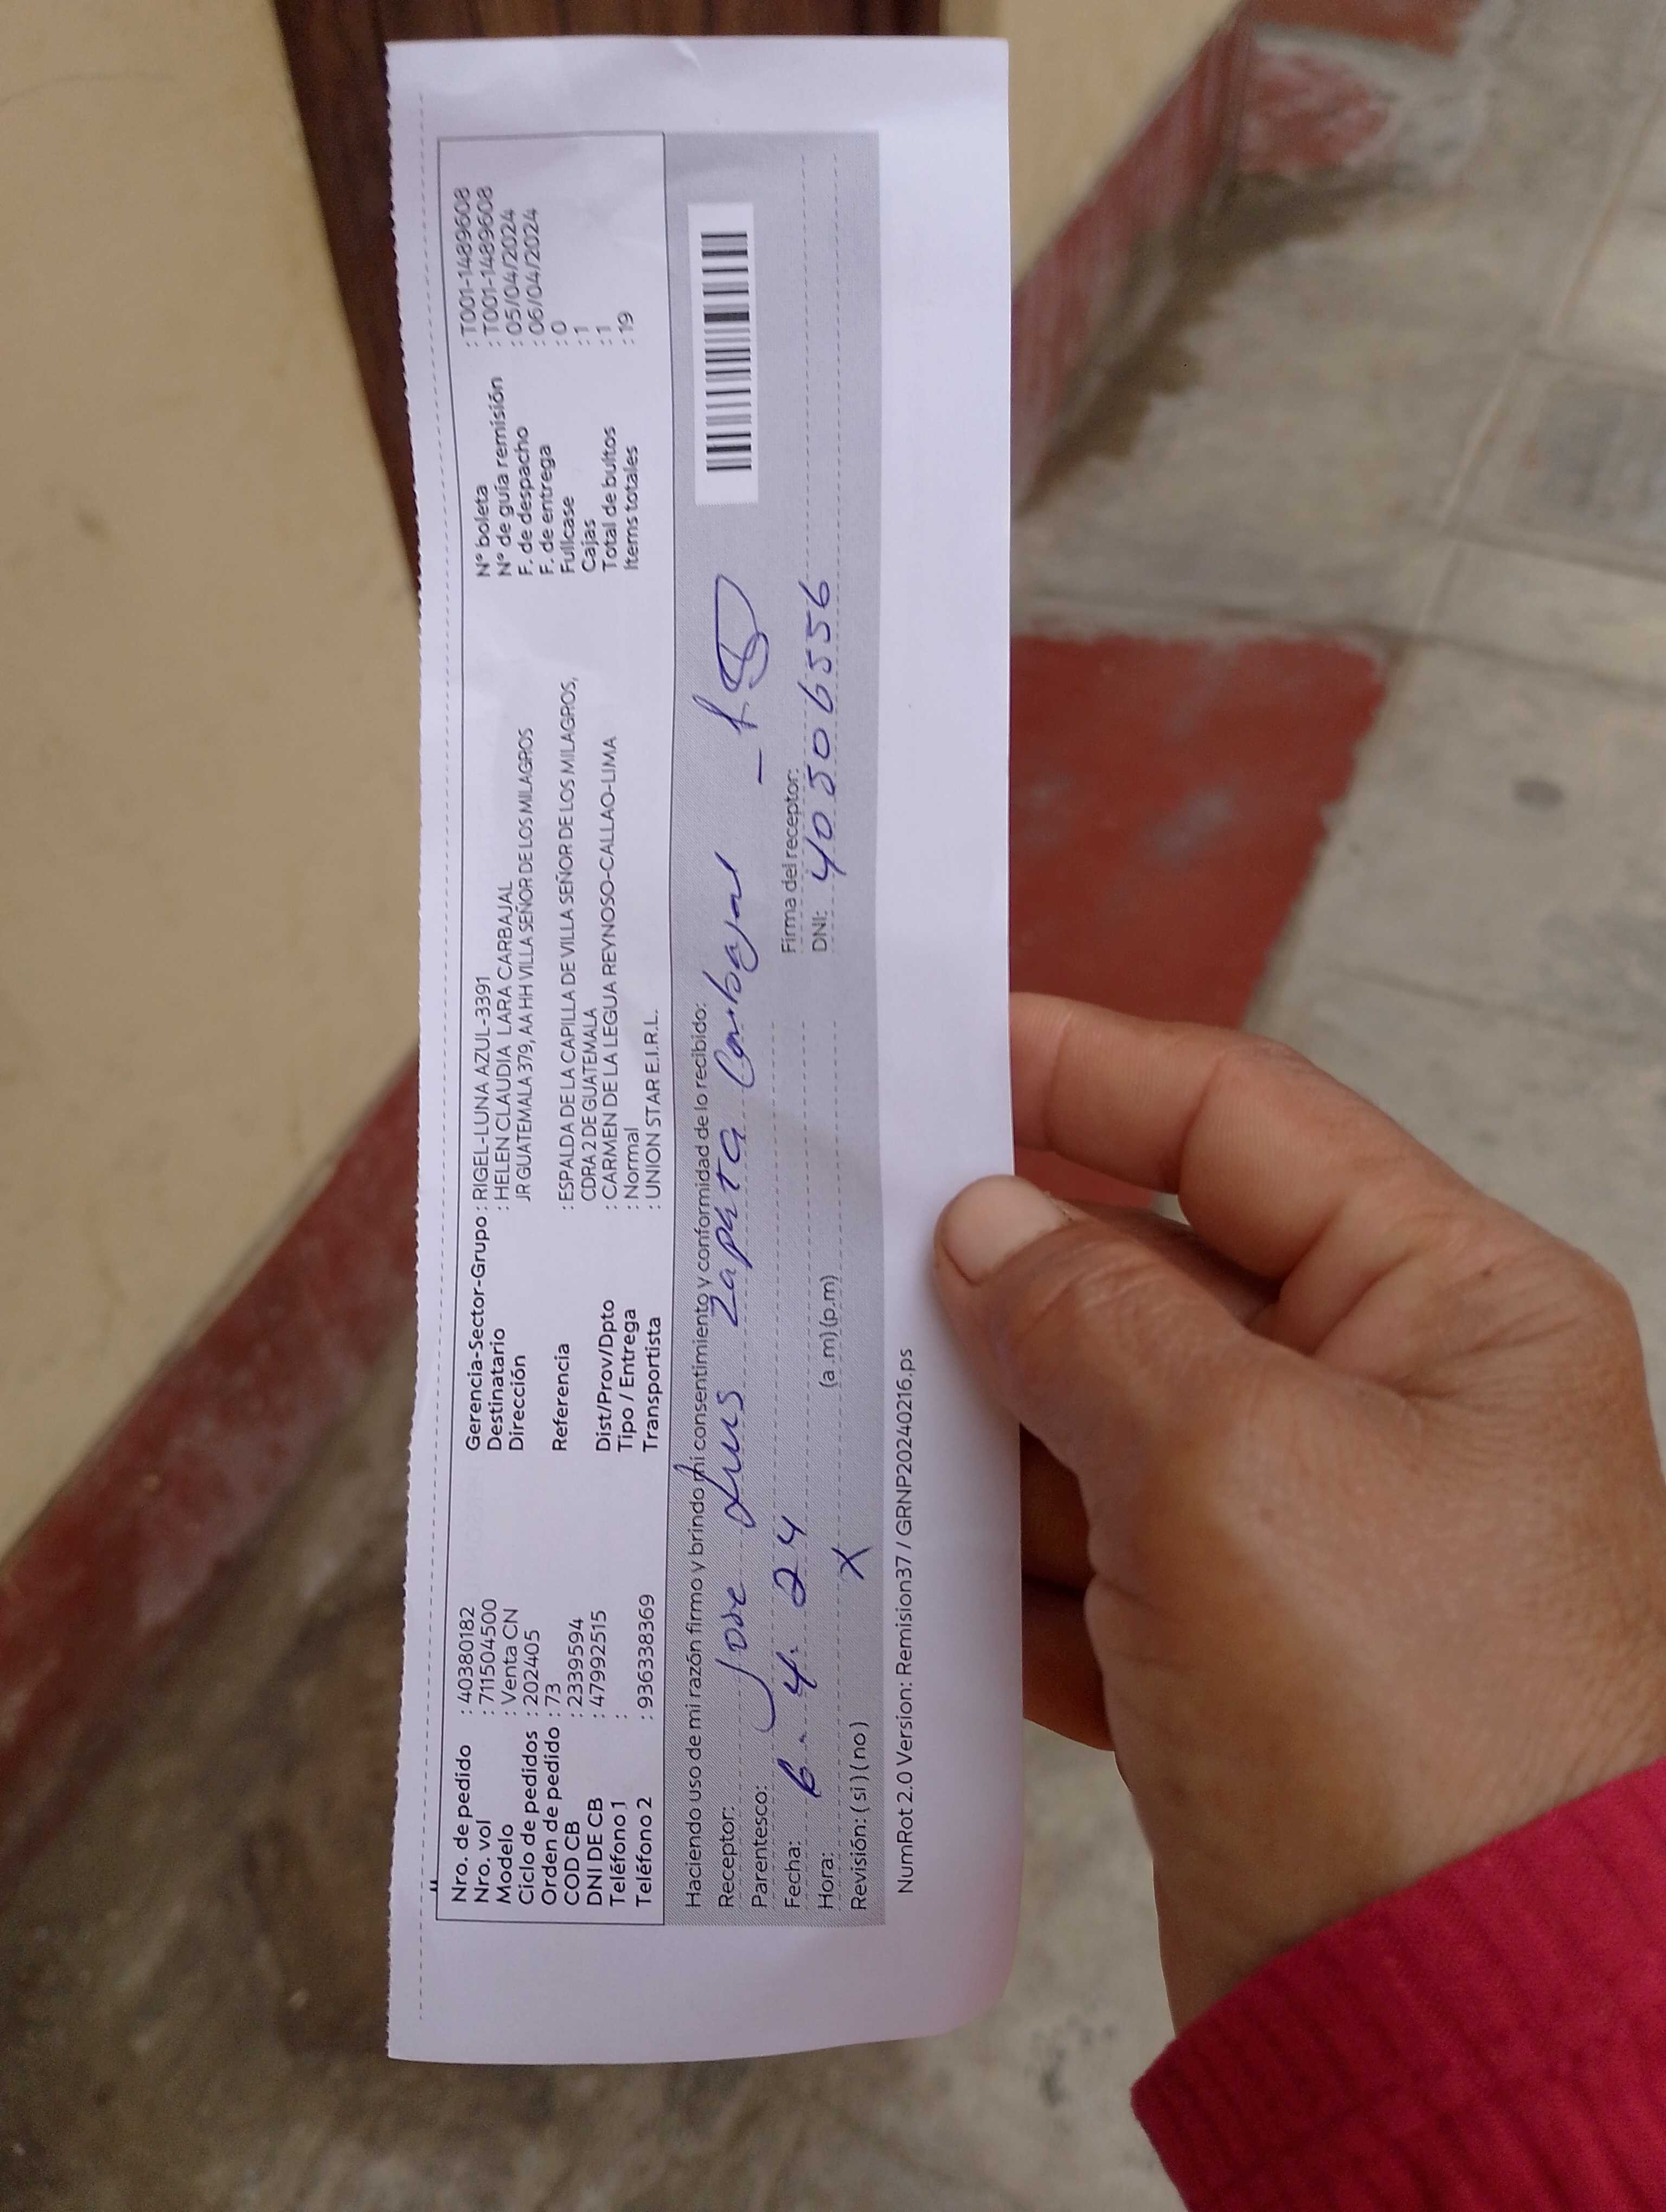 Nro. de pedido : 40380182
Nro. vol : 711504500
Modelo : Venta CN
Ciclo de pedidos : 202405
Orden de pedido : 73
COD CB : 2339594
DNI DE CB : 47992515
Teléfono 1 :
Teléfono 2 : 936338369
Gerencia-Sector-Grupo : RIGEL-LUNA AZUL-3391
Destinatario : HELEN CLAUDIA LARA CARBAJAL
Dirección JR GUATEMALA 379, AA HH VILLA SEÑOR DE LOS MILAGROS
Referencia : ESPALDA DE LA CAPILLA DE VILLA SEÑOR DE LOS MILAGROS,
CDRA 2 DE GUATEMALA
Dist/Prov/Dpto : CARMEN DE LA LEGUA REYNOSO-CALLAO-LIMA
Tipo / Entrega : Normal
Transportista : UNION STAR E.I.R.L.
N° boleta : T001-1489608
N° de guía remisión : T001-1489608
F. de despacho : 05/04/2024
F. de entrega : 06/04/2024
Fullcase : 0
Cajas : 1
Total de bultos : 1
Items totales : 19
Haciendo uso de mi razón firmo y brindo mi consentimiento y conformidad de lo recibido:
Receptor: Jose Luis Zapata Carbajal
Parentesco:
Firma del receptor:
Fecha: 6. 4. 24
DNI: 40506556
Hora: (a.m) (p.m)
Revisión: ( si ) ( no ) X
NumRot 2.0 Version: Remision37 / GRNP20240216.ps